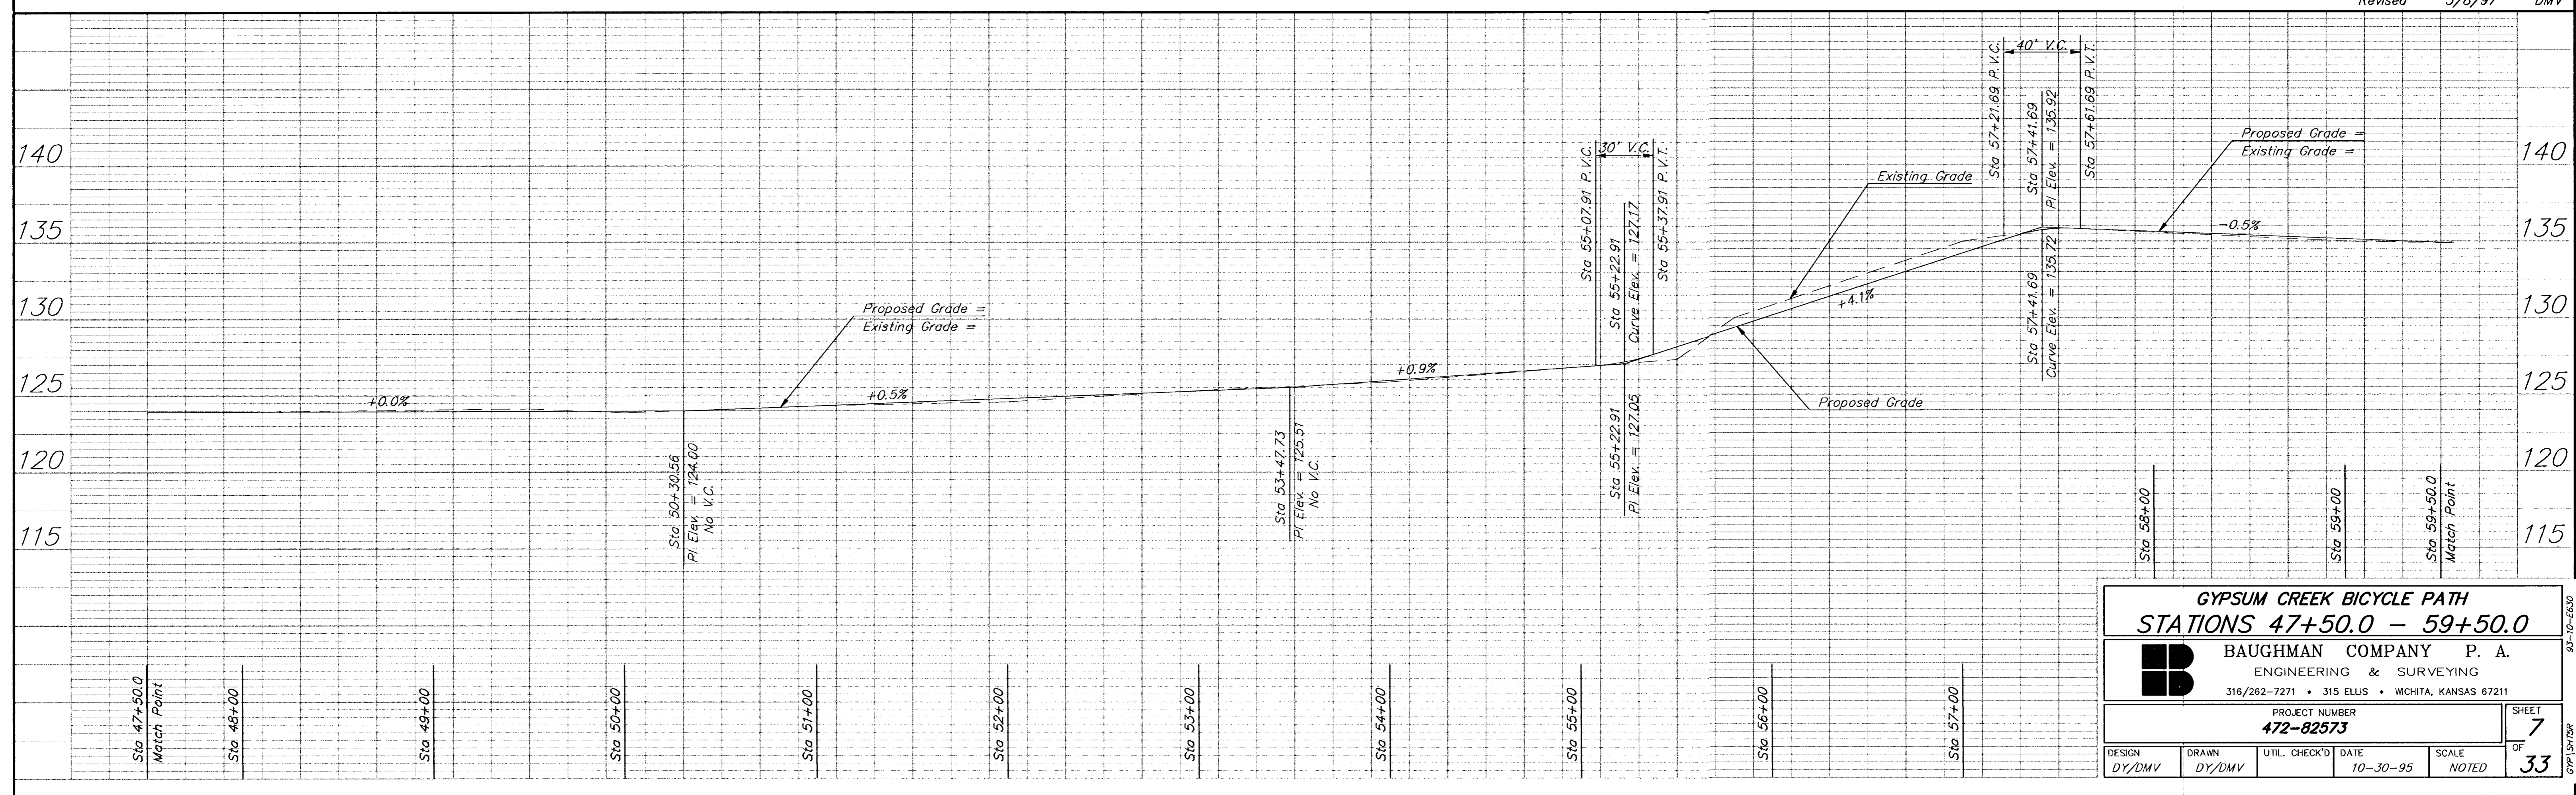 Revised 5/8/97 DMV
140
135
130
125
120
115
Sta 47+50.0
Match Point
Sta 48+00
Sta 49+00
Sta 50+00
Sta 51+00
Sta 52+00
Sta 53+00
Sta 54+00
Sta 55+00
Sta 56+00
Sta 57+00
Sta 58+00
Sta 59+00
Sta 59+50.0
Match Point
+0.0%
Sta 50+30.56
PI Elev. = 124.00
No V.C.
+0.5%
Proposed Grade =
Existing Grade =
Sta 53+47.73
PI Elev. = 125.51
No V.C.
+0.9%
Sta 55+07.91 P.V.C.
30' V.C.
Sta 55+22.91
Curve Elev. = 127.17
Sta 55+37.91 P.V.T.
Sta 55+22.91
PI Elev. = 127.05
Existing Grade
+4.1%
Proposed Grade
Sta 57+21.69 P.V.C.
40' V.C.
Sta 57+41.69
PI Elev. = 135.92
Sta 57+61.69 P.V.T.
Sta 57+41.69
Curve Elev. = 135.72
Proposed Grade =
Existing Grade =
-0.5%
140
135
130
125
120
115
GYPSUM CREEK BICYCLE PATH
STATIONS 47+50.0 - 59+50.0
BAUGHMAN COMPANY P. A.
ENGINEERING & SURVEYING
316/262-7271 • 315 ELLIS • WICHITA, KANSAS 67211
PROJECT NUMBER
472-82573
SHEET
7
OF
33
DESIGN
DY/DMV
DRAWN
DY/DMV
UTIL. CHECK'D
DATE
10-30-95
SCALE
NOTED
93-10-E630